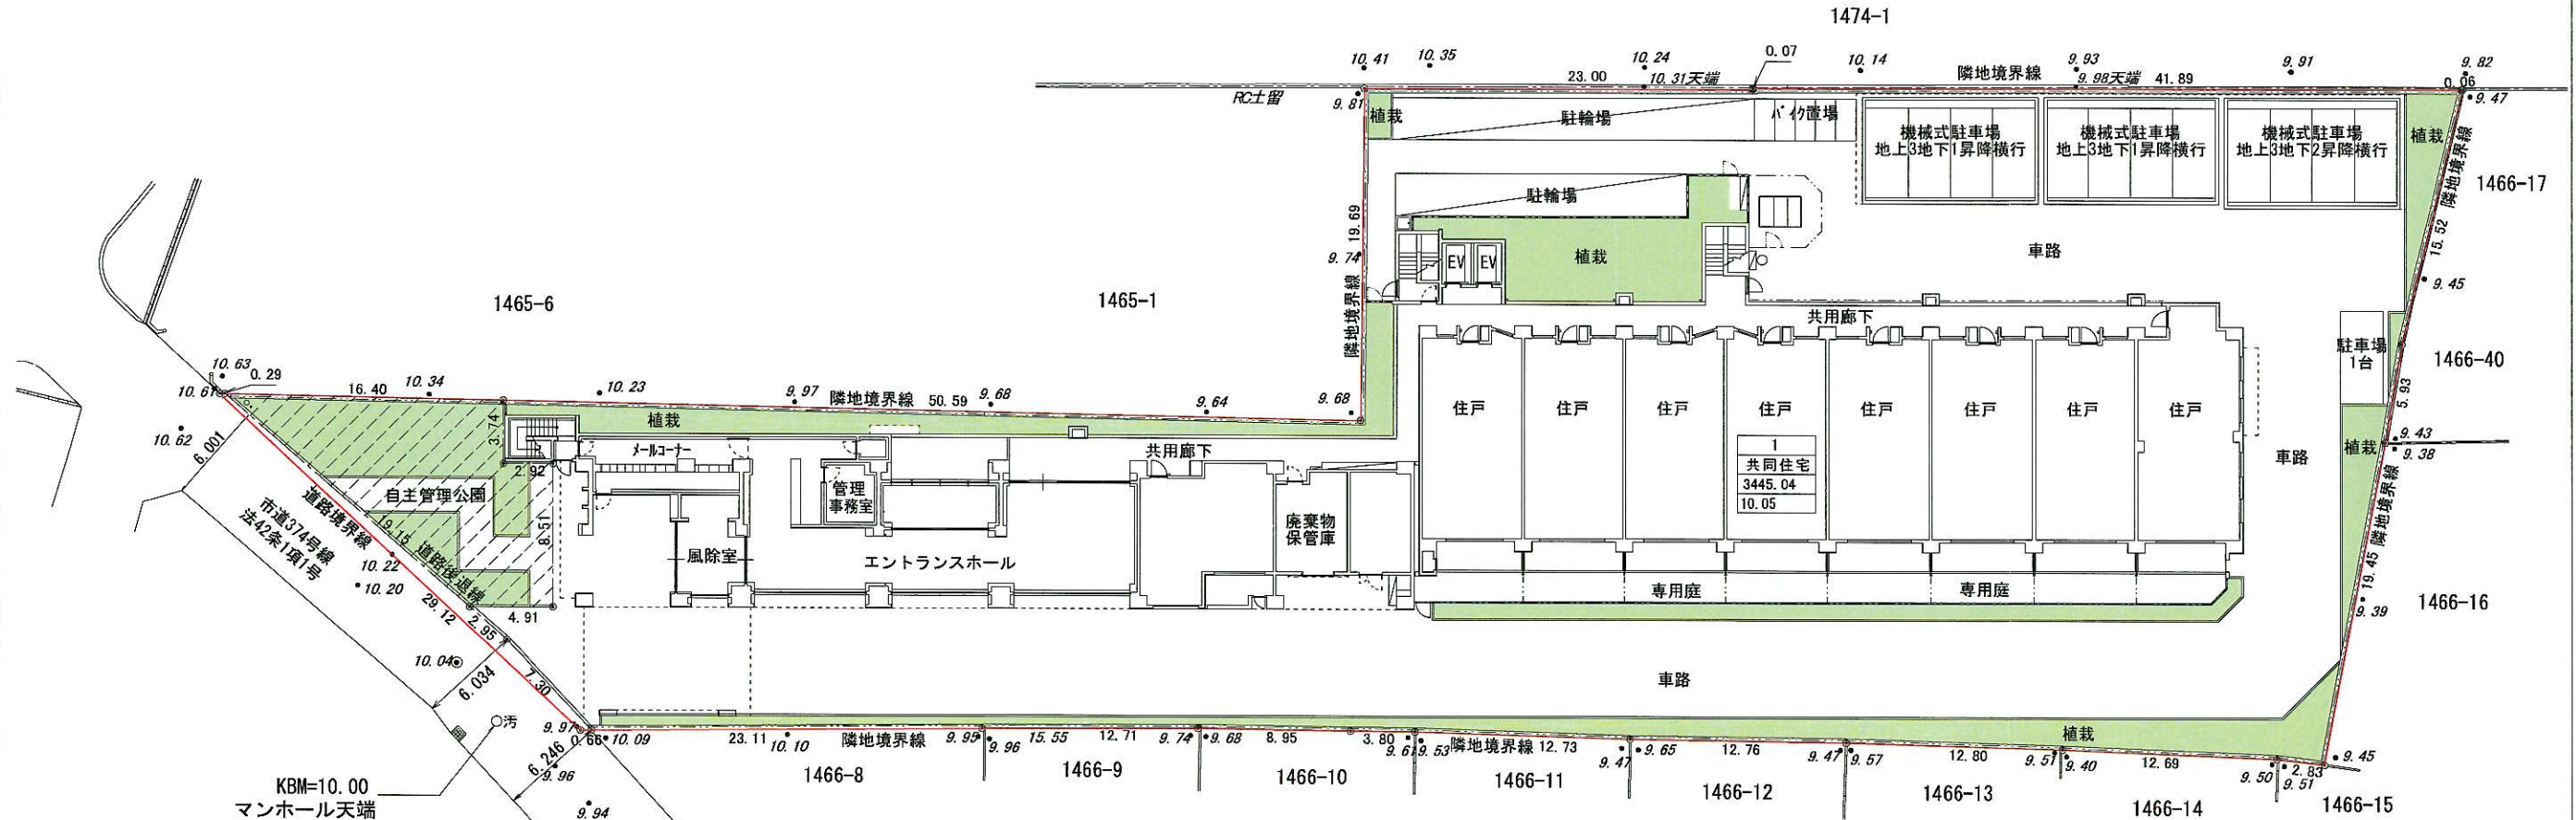 1474-1
10.41
10.35
10.24
0.07
10.14
9.93
9.91
9.82
23.00
10.31天端
隣地境界線
9.98天端
41.89
0.06
9.47
RC土留
9.81
植栽
駐輪場
バイク置場
機械式駐車場
地上3地下1昇降横行
機械式駐車場
地上3地下1昇降横行
機械式駐車場
地上3地下2昇降横行
植栽
隣地境界線
15.52
1466-17
駐輪場
19.69
9.74
隣地境界線
EV
EV
植栽
車路
9.45
1465-6
1465-1
共用廊下
駐車場
1台
1466-40
5.93
10.63
0.29
10.61
16.40
10.34
10.23
9.97
隣地境界線
50.59
9.68
9.64
9.68
植栽
3.74
2.92
メールコーナー
共用廊下
住戸
住戸
住戸
住戸
住戸
住戸
住戸
住戸
1
共同住宅
3445.04
10.05
車路
植栽
9.43
9.38
隣地境界線
19.45
9.39
1466-16
10.62
6.001
自主管理公園
道路境界線
市道374号線
法42条1項1号
19.15
道路後退線
8.51
管理
事務室
風除室
エントランスホール
廃棄物
保管庫
専用庭
専用庭
10.22
10.20
29.12
2.95
4.91
10.04
6.034
7.30
汚
車路
植栽
9.97
0.66
10.09
6.246
9.96
9.94
KBM=10.00
マンホール天端
23.11
10.10
隣地境界線
9.95
9.96
15.55
12.71
9.74
9.68
8.95
3.80
9.61
9.53
隣地境界線
12.73
9.47
9.65
12.76
9.47
9.57
12.80
9.51
9.40
12.69
9.50
9.51
2.83
9.45
1466-8
1466-9
1466-10
1466-11
1466-12
1466-13
1466-14
1466-15